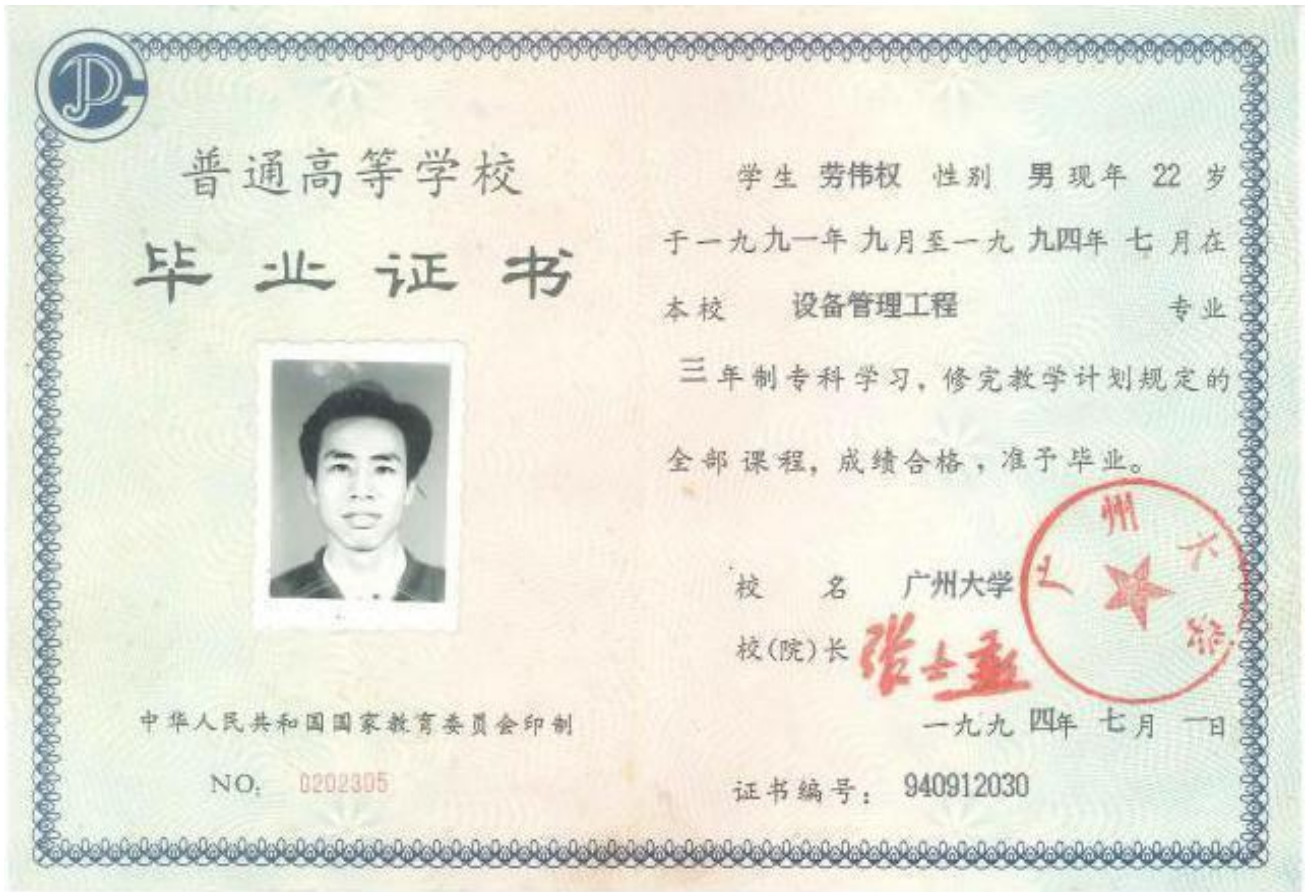 普通高等学校
毕业证书
中华人民共和国国家教育委员会印制
NO: 0202305
学生 劳伟权 性别 男 现年 22 岁
于一九九一年九月至一九九四年七月在
本校 设备管理工程 专业
三年制专科学习，修完教学计划规定的
全部课程，成绩合格，准予毕业。
校 名 广州大学
校(院)长
广州大学
一九九四年七月一日
证书编号: 940912030